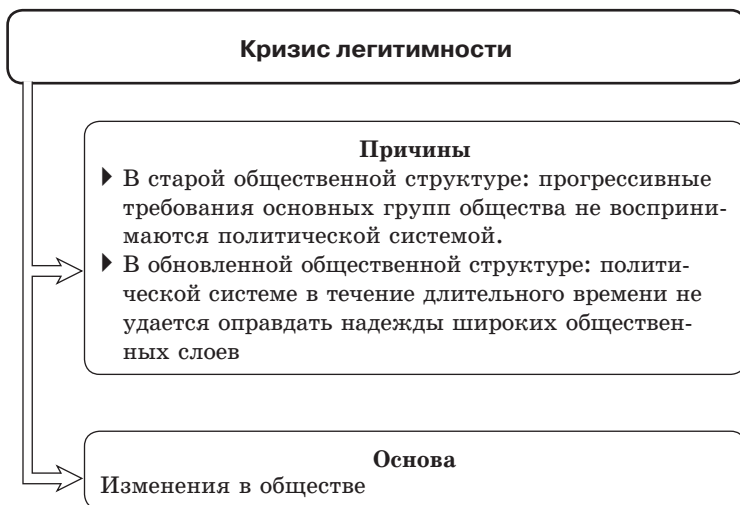 Кризис легитимности
Причины
В старой общественной структуре: прогрессивные
требования основных групп общества не восприни-
маются политической системой.
В обновленной общественной структуре: полити-
ческой системе в течение длительного времени не
удается оправдать надежды широких обществен-
ных слоев
Основа
Изменения в обществе